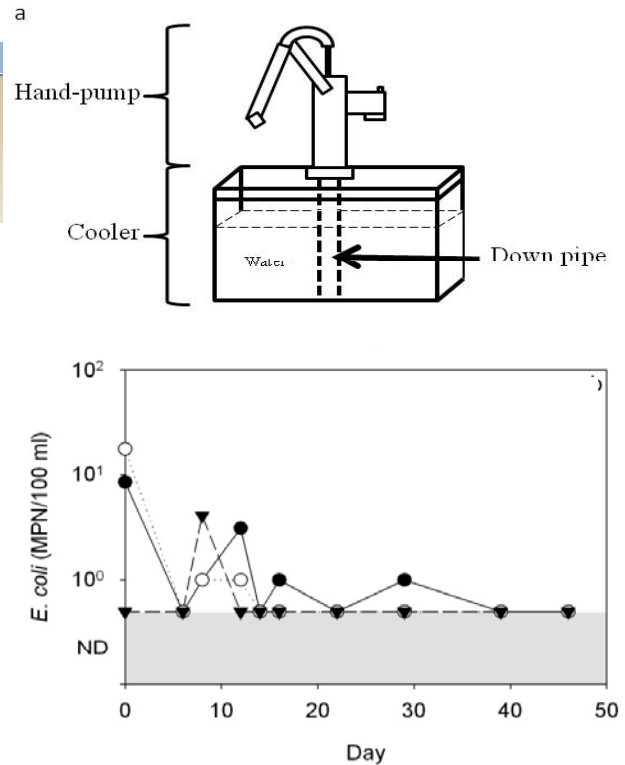 a
Hand-pump
Cooler
Water
Down pipe
10²
10¹
10⁰
ND
E. coli (MPN/100 ml)
0
10
20
30
40
50
Day